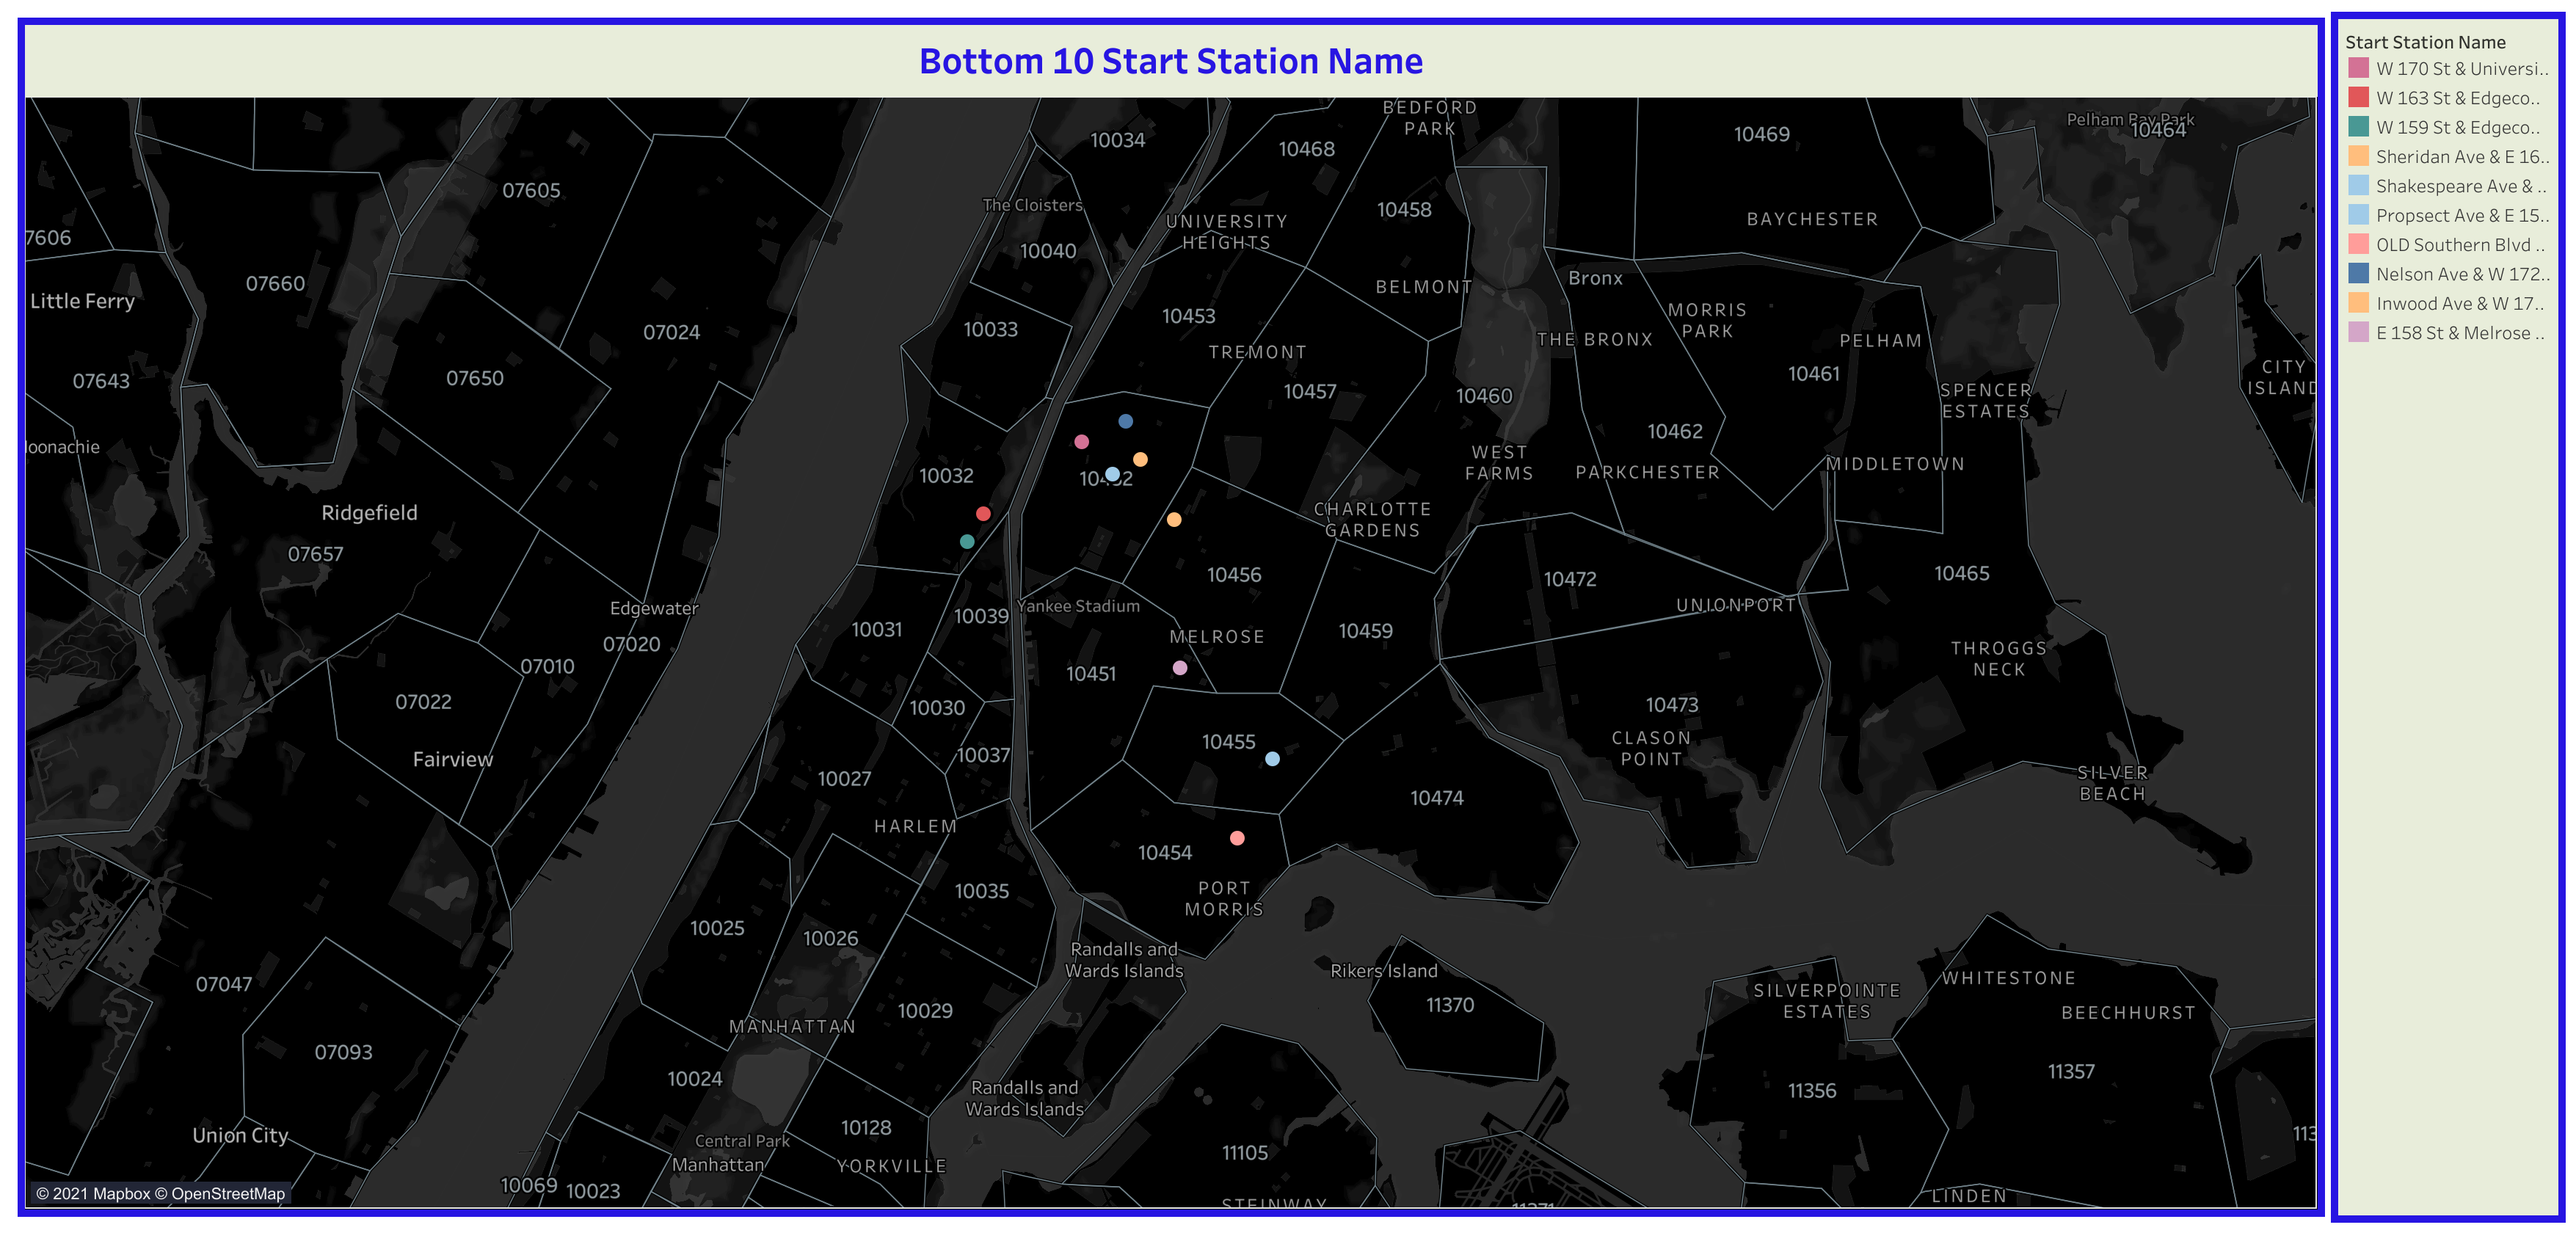 Bottom 10 Start Station Name
BEDFORD
PARK
10034
10468
10469
Pelham Bay Park
10464
07605
The Cloisters
10458
UNIVERSITY
HEIGHTS
BAYCHESTER
7606
10040
07660
Bronx
BELMONT
Little Ferry
10453
MORRIS
PARK
07024
10033
THE BRONX
PELHAM
TREMONT
07643
07650
10457
10460
10461
CITY
ISLAND
SPENCER
ESTATES
10462
oonachie
WEST
FARMS
PARKCHESTER
MIDDLETOWN
10032
Ridgefield
CHARLOTTE
GARDENS
07657
10456
10472
10465
Edgewater
Yankee Stadium
UNIONPORT
10039
10031
MELROSE
10459
07020
07010
10451
THROGGS
NECK
07022
10030
10473
10455
CLASON
POINT
Fairview
10037
10027
SILVER
BEACH
10474
HARLEM
10454
10035
PORT
MORRIS
10025
10026
Randalls and
Wards Islands
Rikers Island
WHITESTONE
07047
SILVERPOINTE
ESTATES
11370
10029
BEECHHURST
MANHATTAN
07093
10024
11357
Randalls and
Wards Islands
11356
10128
Union City
Central Park
113
11105
Manhattan
YORKVILLE
10069
10023
LINDEN
STEINWAY
11371
© 2021 Mapbox © OpenStreetMap
Start Station Name
W 170 St & Universi..
W 163 St & Edgeco..
W 159 St & Edgeco..
Sheridan Ave & E 16..
Shakespeare Ave & ..
Propsect Ave & E 15..
OLD Southern Blvd ..
Nelson Ave & W 172..
Inwood Ave & W 17..
E 158 St & Melrose ..